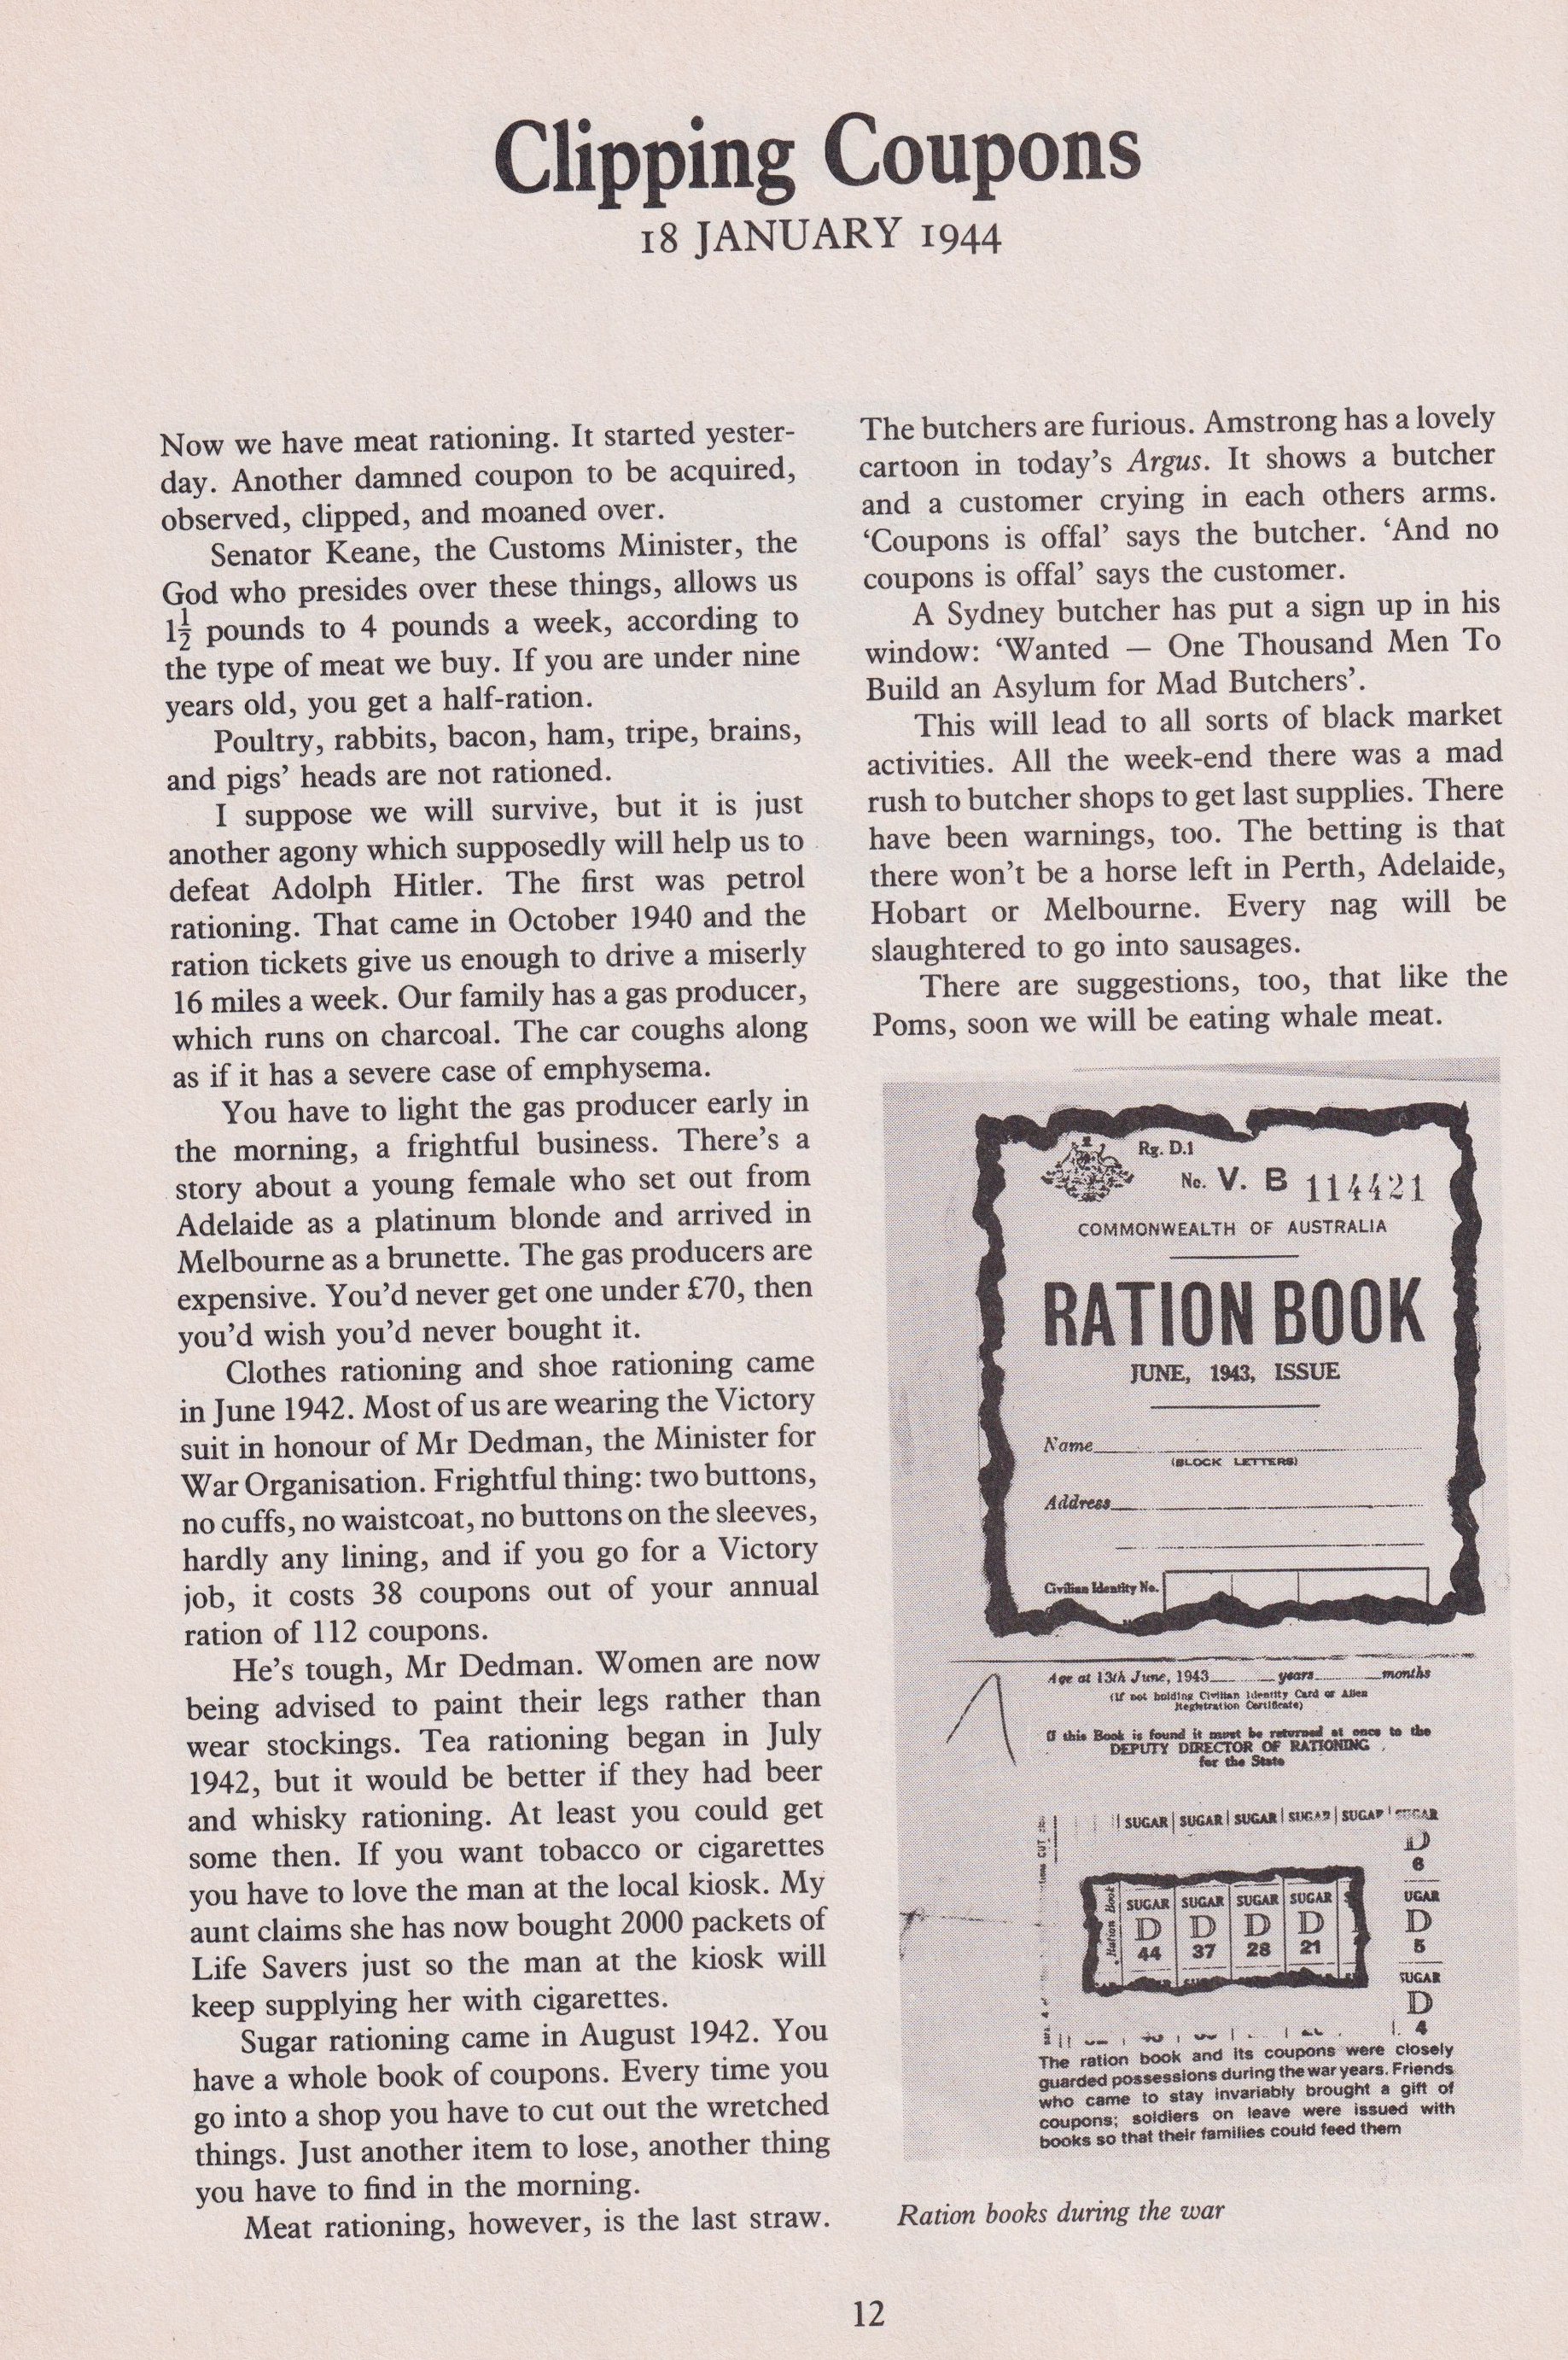 Clipping Coupons
18 JANUARY 1944
Now we have meat rationing. It started yester-
day. Another damned coupon to be acquired,
observed, clipped, and moaned over.
Senator Keane, the Customs Minister, the
God who presides over these things, allows us
1½ pounds to 4 pounds a week, according to
the type of meat we buy. If you are under nine
years old, you get a half-ration.
Poultry, rabbits, bacon, ham, tripe, brains,
and pigs' heads are not rationed.
I suppose we will survive, but it is just
another agony which supposedly will help us to
defeat Adolph Hitler. The first was petrol
rationing. That came in October 1940 and the
ration tickets give us enough to drive a miserly
16 miles a week. Our family has a gas producer,
which runs on charcoal. The car coughs along
as if it has a severe case of emphysema.
You have to light the gas producer early in
the morning, a frightful business. There's a
story about a young female who set out from
Adelaide as a platinum blonde and arrived in
Melbourne as a brunette. The gas producers are
expensive. You'd never get one under £70, then
you'd wish you'd never bought it.
Clothes rationing and shoe rationing came
in June 1942. Most of us are wearing the Victory
suit in honour of Mr Dedman, the Minister for
War Organisation. Frightful thing: two buttons,
no cuffs, no waistcoat, no buttons on the sleeves,
hardly any lining, and if you go for a Victory
job, it costs 38 coupons out of your annual
ration of 112 coupons.
He's tough, Mr Dedman. Women are now
being advised to paint their legs rather than
wear stockings. Tea rationing began in July
1942, but it would be better if they had beer
and whisky rationing. At least you could get
some then. If you want tobacco or cigarettes
you have to love the man at the local kiosk. My
aunt claims she has now bought 2000 packets of
Life Savers just so the man at the kiosk will
keep supplying her with cigarettes.
Sugar rationing came in August 1942. You
have a whole book of coupons. Every time you
go into a shop you have to cut out the wretched
things. Just another item to lose, another thing
you have to find in the morning.
Meat rationing, however, is the last straw.
The butchers are furious. Amstrong has a lovely
cartoon in today's Argus. It shows a butcher
and a customer crying in each others arms.
‘Coupons is offal’ says the butcher. ‘And no
coupons is offal’ says the customer.
A Sydney butcher has put a sign up in his
window: ‘Wanted — One Thousand Men To
Build an Asylum for Mad Butchers’.
This will lead to all sorts of black market
activities. All the week-end there was a mad
rush to butcher shops to get last supplies. There
have been warnings, too. The betting is that
there won't be a horse left in Perth, Adelaide,
Hobart or Melbourne. Every nag will be
slaughtered to go into sausages.
There are suggestions, too, that like the
Poms, soon we will be eating whale meat.
Rg. D.1
No. V. B 114421
COMMONWEALTH OF AUSTRALIA
RATION BOOK
JUNE, 1943, ISSUE
Name
(BLOCK LETTERS)
Address
Civilian Identity No.
Age at 13th June, 1943 years months
(If not holding Civilian Identity Card or Alien
Registration Certificate)
If this Book is found it must be returned at once to the
DEPUTY DIRECTOR OF RATIONING
for the State
SUGAR SUGAR SUGAR SUGAR SUGAR SUGAR
D
6
Ration Book
SUGAR SUGAR SUGAR SUGAR
D D D D
44 37 28 21
UGAR
D
5
SUGAR
D
4
The ration book and its coupons were closely
guarded possessions during the war years. Friends
who came to stay invariably brought a gift of
coupons; soldiers on leave were issued with
books so that their families could feed them
Ration books during the war
12